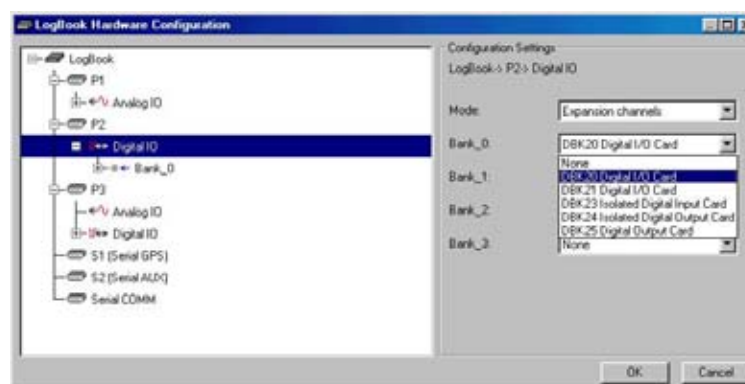 LogBook Hardware Configuration
LogBook
P1
Analog IO
P2
Digital IO
Bank_0
P3
Analog IO
Digital IO
S1 (Serial GPS)
S2 (Serial AUX)
Serial COMM
Configuration Settings
LogBook-> P2-> Digital IO
Mode: Expansion channels
Bank_0: DBK20 Digital I/O Card
None
DBK20 Digital I/O Card
Bank_1: DBK21 Digital I/O Card
DBK23 Isolated Digital Input Card
Bank_2: DBK24 Isolated Digital Output Card
DBK25 Digital Output Card
Bank_3: None
OK Cancel